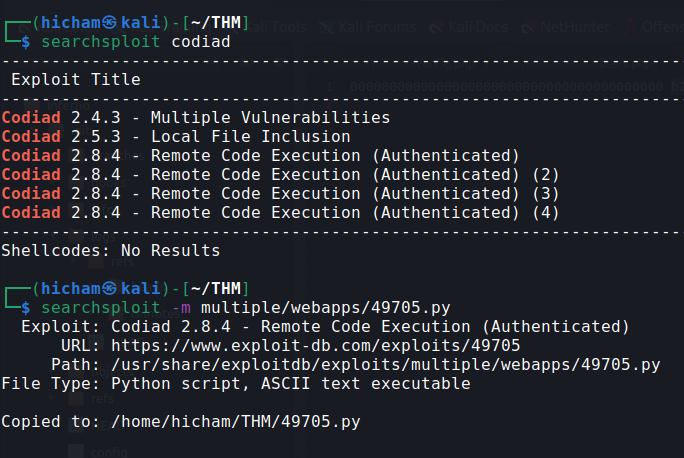 ┌──(hicham㉿kali)-[~/THM]
└─$ searchsploit codiad
--------------------------------------------------------------------
 Exploit Title
--------------------------------------------------------------------
Codiad 2.4.3 - Multiple Vulnerabilities
Codiad 2.5.3 - Local File Inclusion
Codiad 2.8.4 - Remote Code Execution (Authenticated)
Codiad 2.8.4 - Remote Code Execution (Authenticated) (2)
Codiad 2.8.4 - Remote Code Execution (Authenticated) (3)
Codiad 2.8.4 - Remote Code Execution (Authenticated) (4)
--------------------------------------------------------------------
Shellcodes: No Results
┌──(hicham㉿kali)-[~/THM]
└─$ searchsploit -m multiple/webapps/49705.py
  Exploit: Codiad 2.8.4 - Remote Code Execution (Authenticated)
      URL: https://www.exploit-db.com/exploits/49705
     Path: /usr/share/exploitdb/exploits/multiple/webapps/49705.py
File Type: Python script, ASCII text executable
Copied to: /home/hicham/THM/49705.py